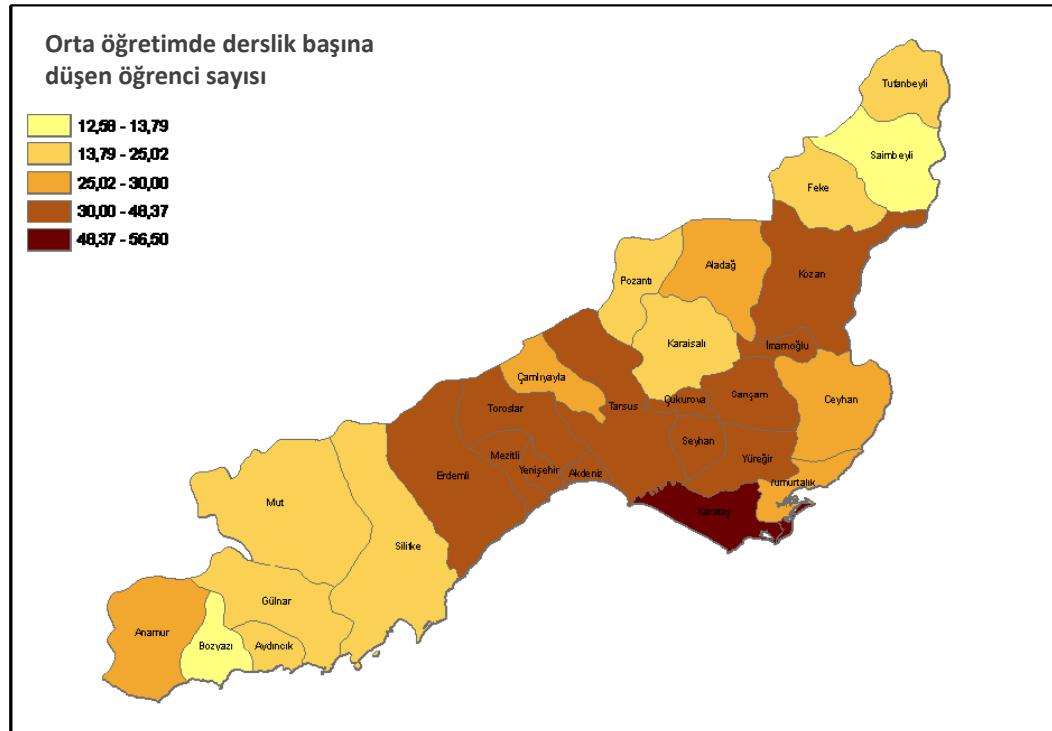 Orta öğretimde derslik başına
düşen öğrenci sayısı
12,58 - 13,79
13,79 - 25,02
25,02 - 30,00
30,00 - 48,37
48,37 - 56,50
Tufanbeyli
Saimbeyli
Feke
Kozan
Aladağ
Pozantı
Karaisalı
İmamoğlu
Çamlıyayla
Ceyhan
Sarıçam
Çukurova
Tarsus
Toroslar
Seyhan
Yüreğir
Mezitli
Yenişehir
Akdeniz
Erdemli
Yumurtalık
Karataş
Mut
Silifke
Gülnar
Anamur
Bozyazı
Aydıncık